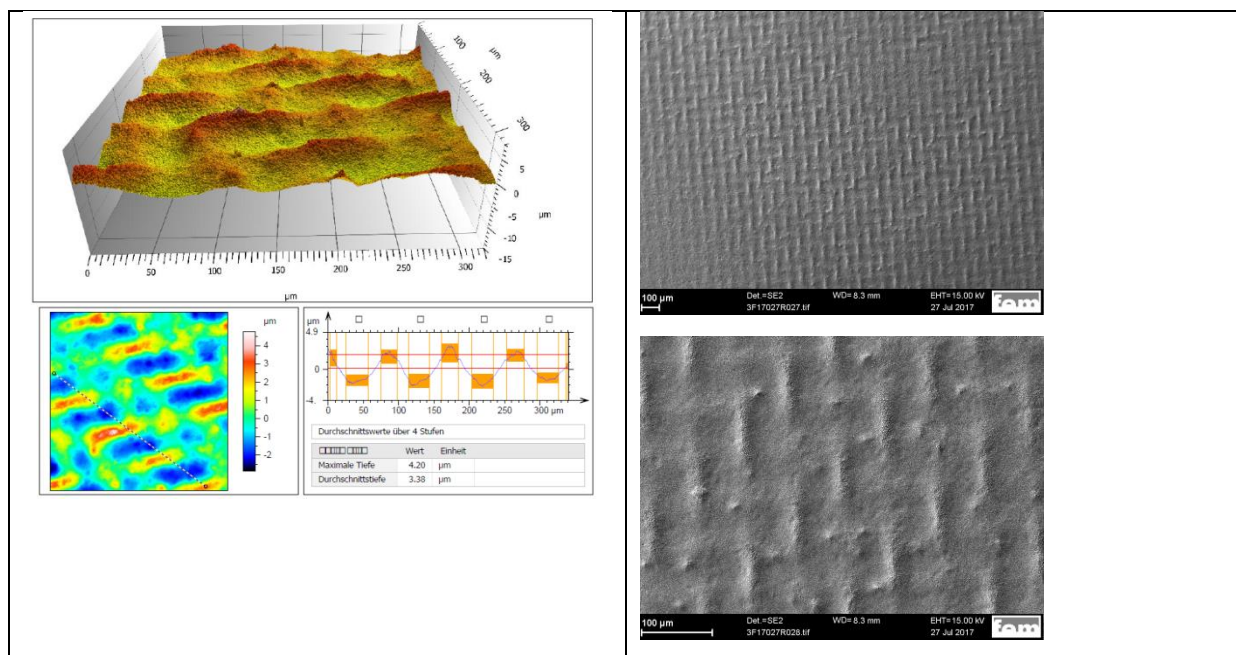 µm
100
200
300
5
0
-5
-10
-15
µm
0
50
100
150
200
250
300
µm
µm
4
3
2
1
0
-1
-2
µm
4.9
0
-4.
0 50 100 150 200 250 300 µm
Durchschnittswerte über 4 Stufen
Wert Einheit
Maximale Tiefe 4.20 µm
Durchschnittstiefe 3.38 µm
100 µm Det.=SE2 WD= 8.3 mm EHT=15.00 kV fem
3F17027R027.tif 27 Jul 2017
100 µm Det.=SE2 WD= 8.3 mm EHT=15.00 kV fem
3F17027R028.tif 27 Jul 2017